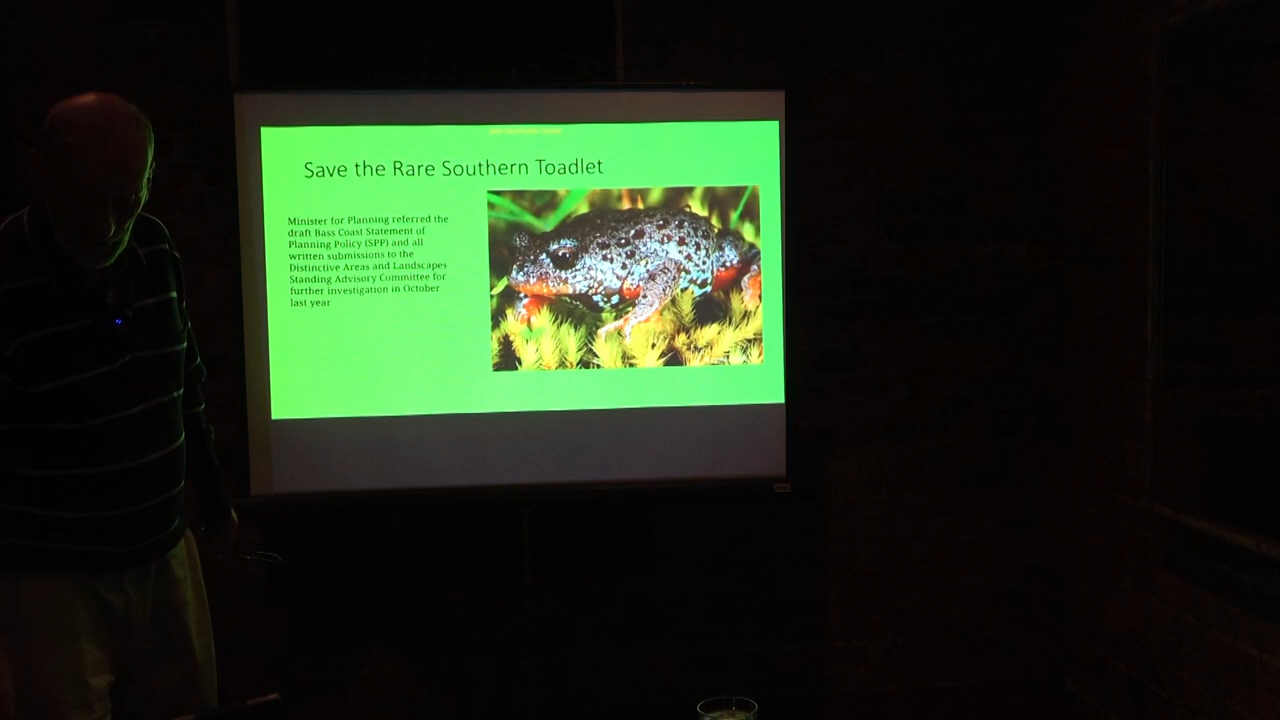 Save the Rare Southern Toadlet
Minister for Planning referred the
draft Bass Coast Statement of
Planning Policy (SPP) and all
written submissions to the
Distinctive Areas and Landscapes
Standing Advisory Committee for
further investigation in October
last year